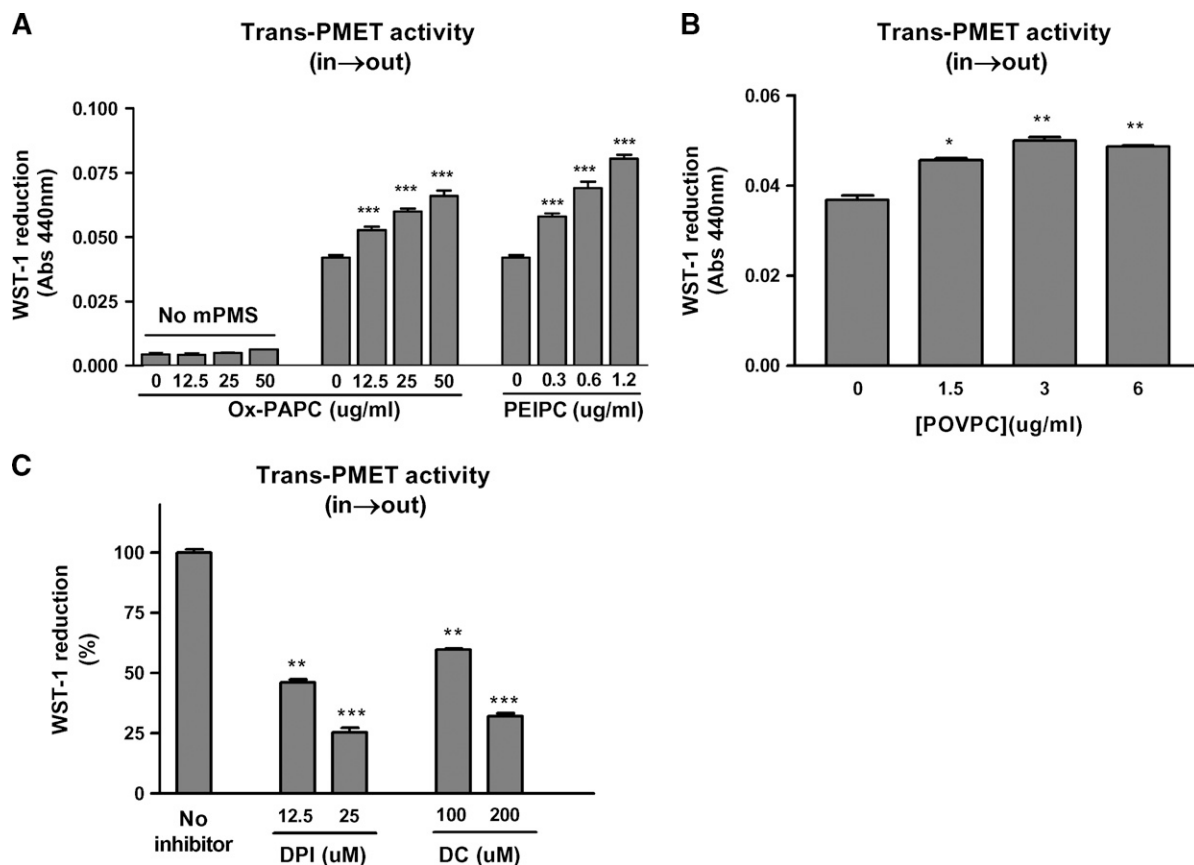 A
Trans-PMET activity
(in→out)
WST-1 reduction
(Abs 440nm)
0.100
0.075
0.050
0.025
0.000
No mPMS
*** *** ***
*** *** ***
0 12.5 25 50 0 12.5 25 50 0 0.3 0.6 1.2
Ox-PAPC (ug/ml) PEIPC (ug/ml)
B
Trans-PMET activity
(in→out)
WST-1 reduction
(Abs 440nm)
0.06
0.04
0.02
0.00
* ** **
0 1.5 3 6
[POVPC](ug/ml)
C
Trans-PMET activity
(in→out)
WST-1 reduction
(%)
100
50
25
0
** *** ** ***
No
inhibitor
12.5 25 100 200
DPI (uM) DC (uM)